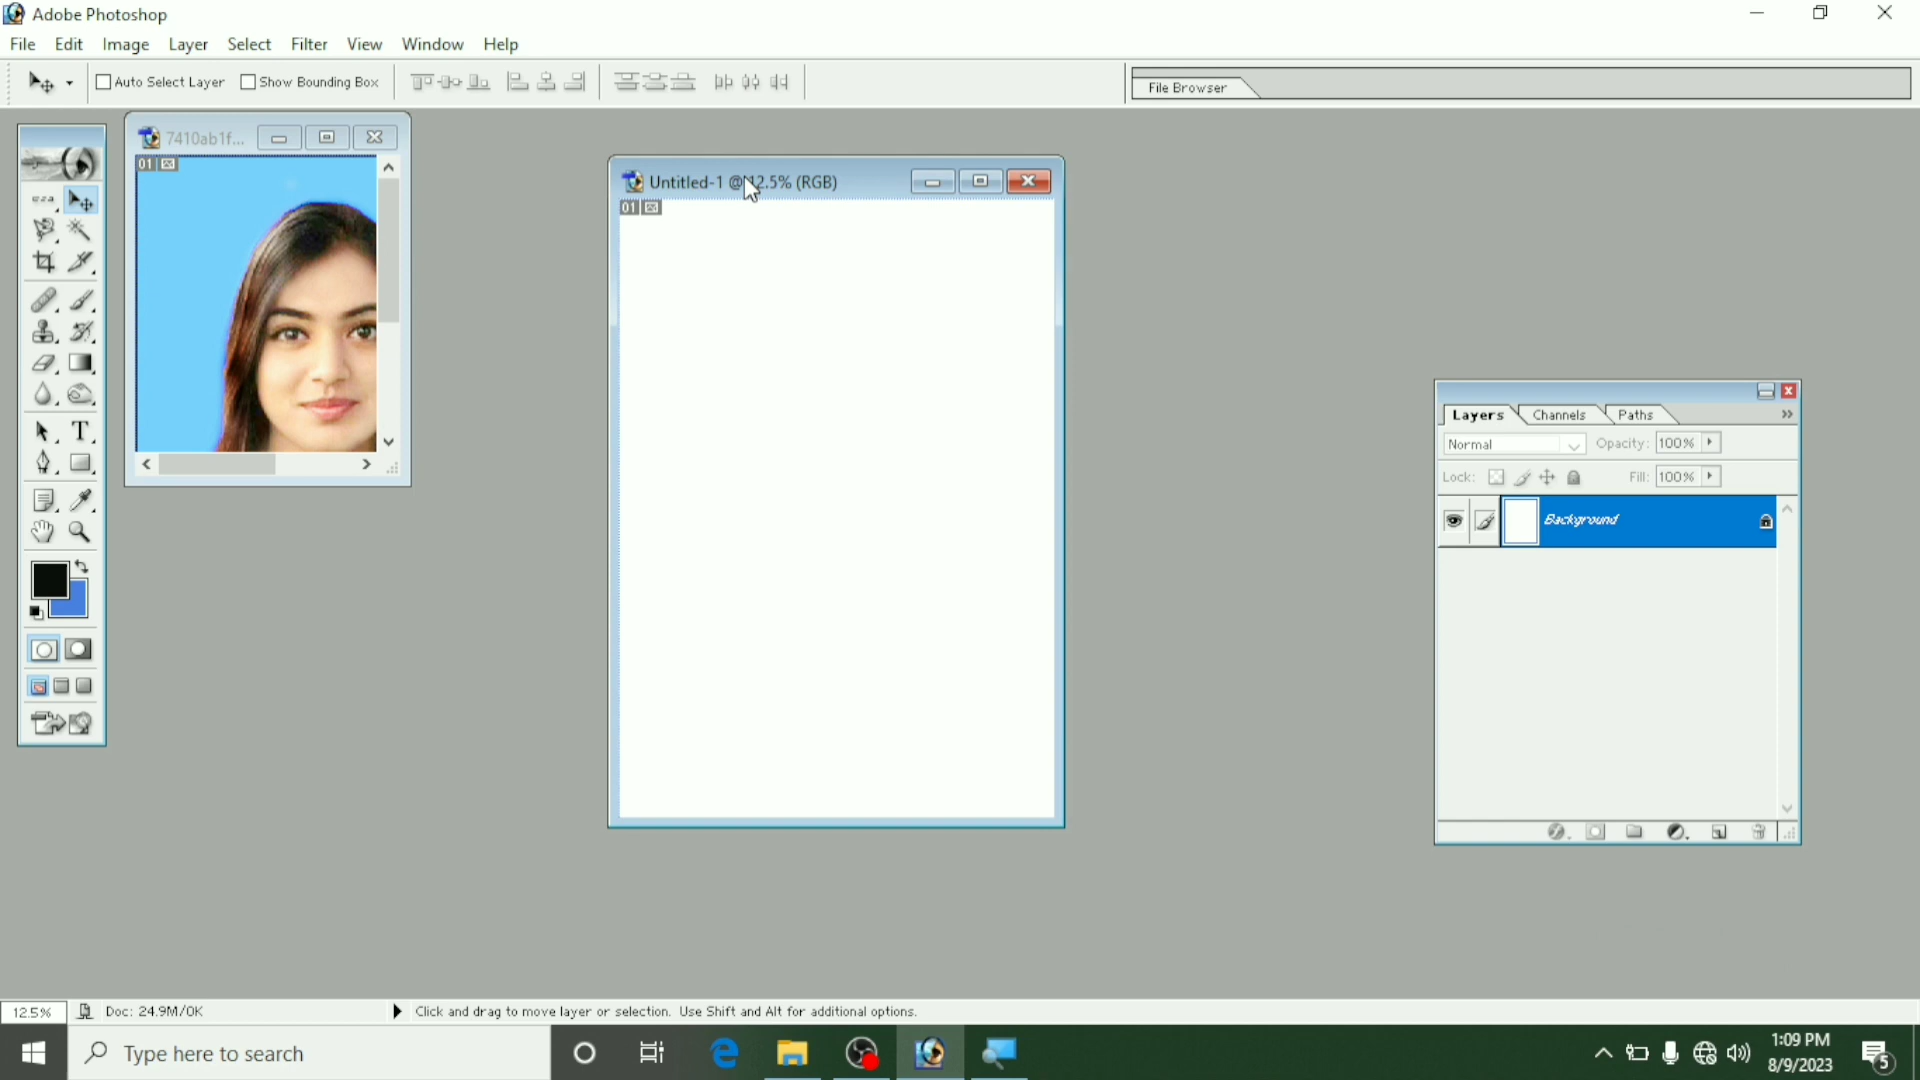 Adobe Photoshop
File Edit Image Layer Select Filter View Window Help
Auto Select Layer Show Bounding Box
File Browser
7410ab1f...
01
Untitled-1 @ 12.5% (RGB)
01
Layers Channels Paths
Normal Opacity: 100%
Lock: Fill: 100%
Background
12.5% Doc: 24.9M/0K Click and drag to move layer or selection. Use Shift and Alt for additional options.
Type here to search
1:09 PM
8/9/2023
5